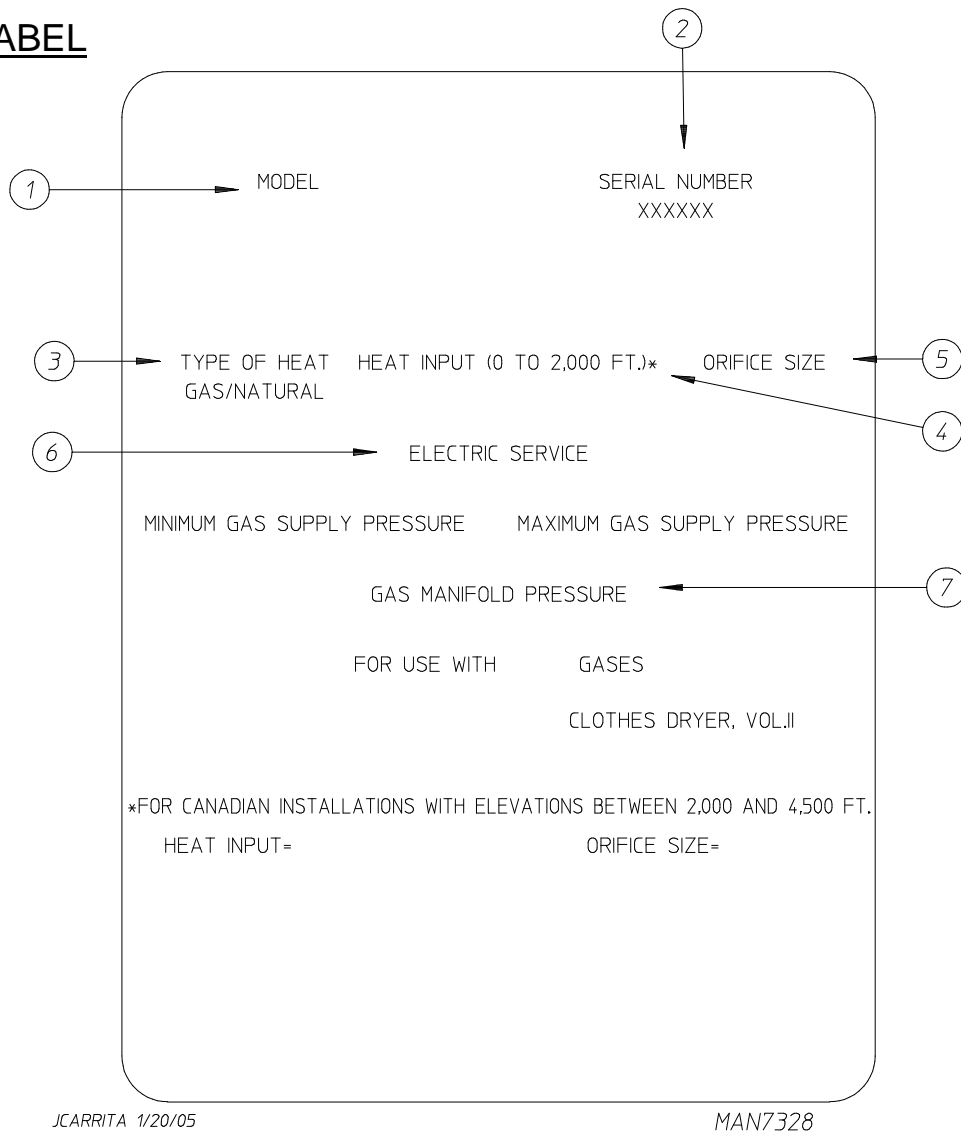 ABEL
2
1 MODEL SERIAL NUMBER
XXXXXX
3 TYPE OF HEAT HEAT INPUT (0 TO 2,000 FT.)* ORIFICE SIZE 5
GAS/NATURAL
4
6 ELECTRIC SERVICE
MINIMUM GAS SUPPLY PRESSURE MAXIMUM GAS SUPPLY PRESSURE
GAS MANIFOLD PRESSURE 7
FOR USE WITH GASES
CLOTHES DRYER, VOL.II
*FOR CANADIAN INSTALLATIONS WITH ELEVATIONS BETWEEN 2,000 AND 4,500 FT.
HEAT INPUT= ORIFICE SIZE=
JCARRITA 1/20/05 MAN7328